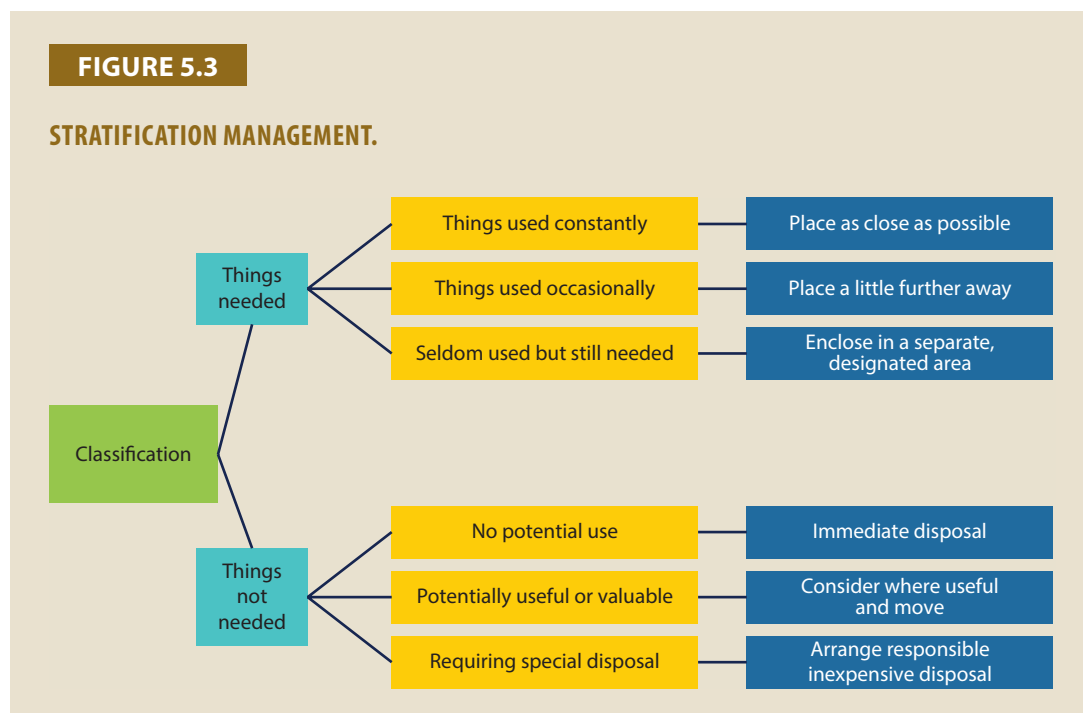 FIGURE 5.3
STRATIFICATION MANAGEMENT.
Classification
Things
needed
Things used constantly
Place as close as possible
Things used occasionally
Place a little further away
Seldom used but still needed
Enclose in a separate,
designated area
Things
not
needed
No potential use
Immediate disposal
Potentially useful or valuable
Consider where useful
and move
Requiring special disposal
Arrange responsible
inexpensive disposal